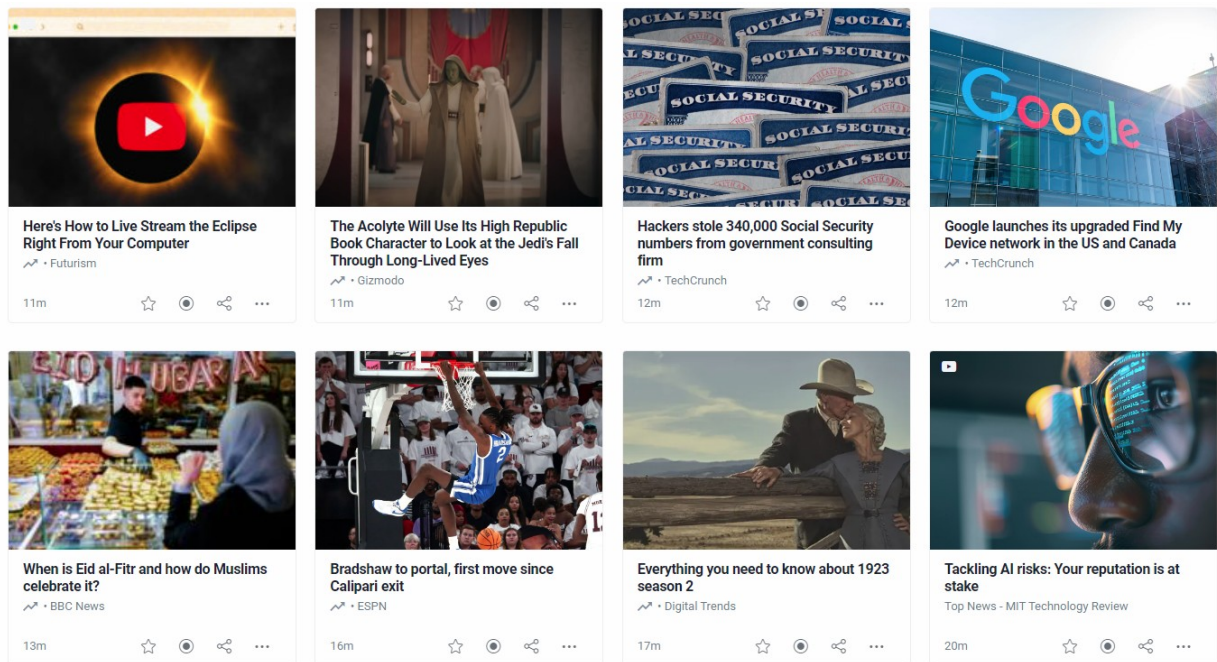 SOCIAL SECURITY
Google
Here's How to Live Stream the Eclipse
Right From Your Computer
• Futurism
11m
The Acolyte Will Use Its High Republic
Book Character to Look at the Jedi's Fall
Through Long-Lived Eyes
• Gizmodo
11m
Hackers stole 340,000 Social Security
numbers from government consulting
firm
• TechCrunch
12m
Google launches its upgraded Find My
Device network in the US and Canada
• TechCrunch
12m
EID MUBARAK
2
1
When is Eid al-Fitr and how do Muslims
celebrate it?
• BBC News
13m
Bradshaw to portal, first move since
Calipari exit
• ESPN
16m
Everything you need to know about 1923
season 2
• Digital Trends
17m
Tackling AI risks: Your reputation is at
stake
Top News - MIT Technology Review
20m